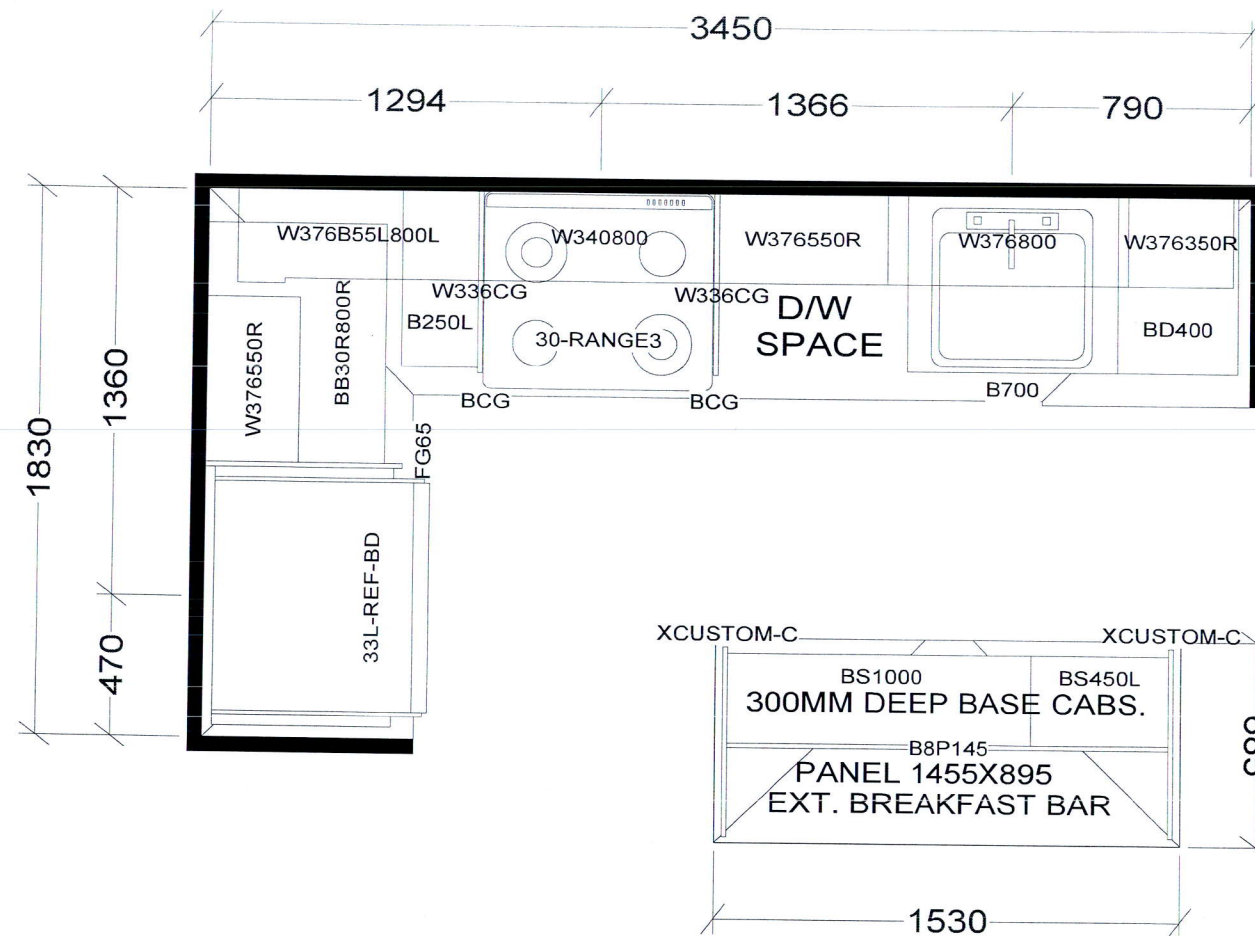 3450
1294
1366
790
W376B55L800L
W340800
W376550R
W376800
W376350R
W336CG
W336CG
D/W
SPACE
B250L
30-RANGE3
BD400
BB30R800R
W376550R
BCG
BCG
B700
FG65
1360
1830
33L-REF-BD
470
XCUSTOM-C
XCUSTOM-C
BS1000
BS450L
300MM DEEP BASE CABS.
B8P145
PANEL 1455X895
EXT. BREAKFAST BAR
1530